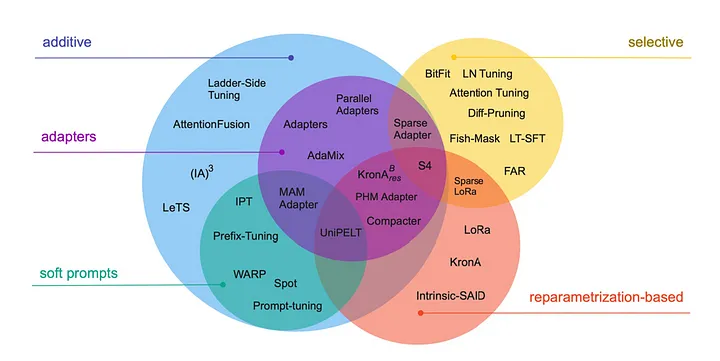 additive
selective
adapters
soft prompts
reparametrization-based
Ladder-Side
Tuning
AttentionFusion
(IA)³
LeTS
Parallel
Adapters
Adapters
AdaMix
Sparse
Adapter
S4
KronA^B_res
PHM Adapter
Compacter
MAM
Adapter
UniPELT
IPT
Prefix-Tuning
WARP
Spot
Prompt-tuning
BitFit
LN Tuning
Attention Tuning
Diff-Pruning
Fish-Mask
LT-SFT
FAR
Sparse
LoRa
LoRa
KronA
Intrinsic-SAID